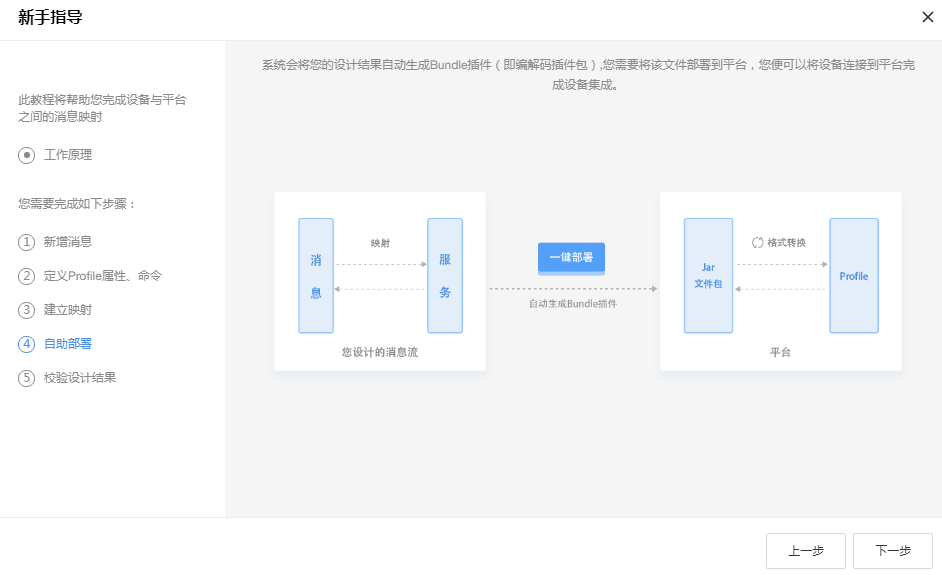 新手指导
此教程将帮助您完成设备与平台
之间的消息映射
工作原理
您需要完成如下步骤：
1 新增消息
2 定义Profile属性、命令
3 建立映射
4 自助部署
5 校验设计结果
系统会将您的设计结果自动生成Bundle插件（即编解码插件包）,您需要将该文件部署到平台，您便可以将设备连接到平台完
成设备集成。
消息
映射
服务
您设计的消息流
一键部署
自动生成Bundle插件
Jar
文件包
格式转换
Profile
平台
上一步
下一步